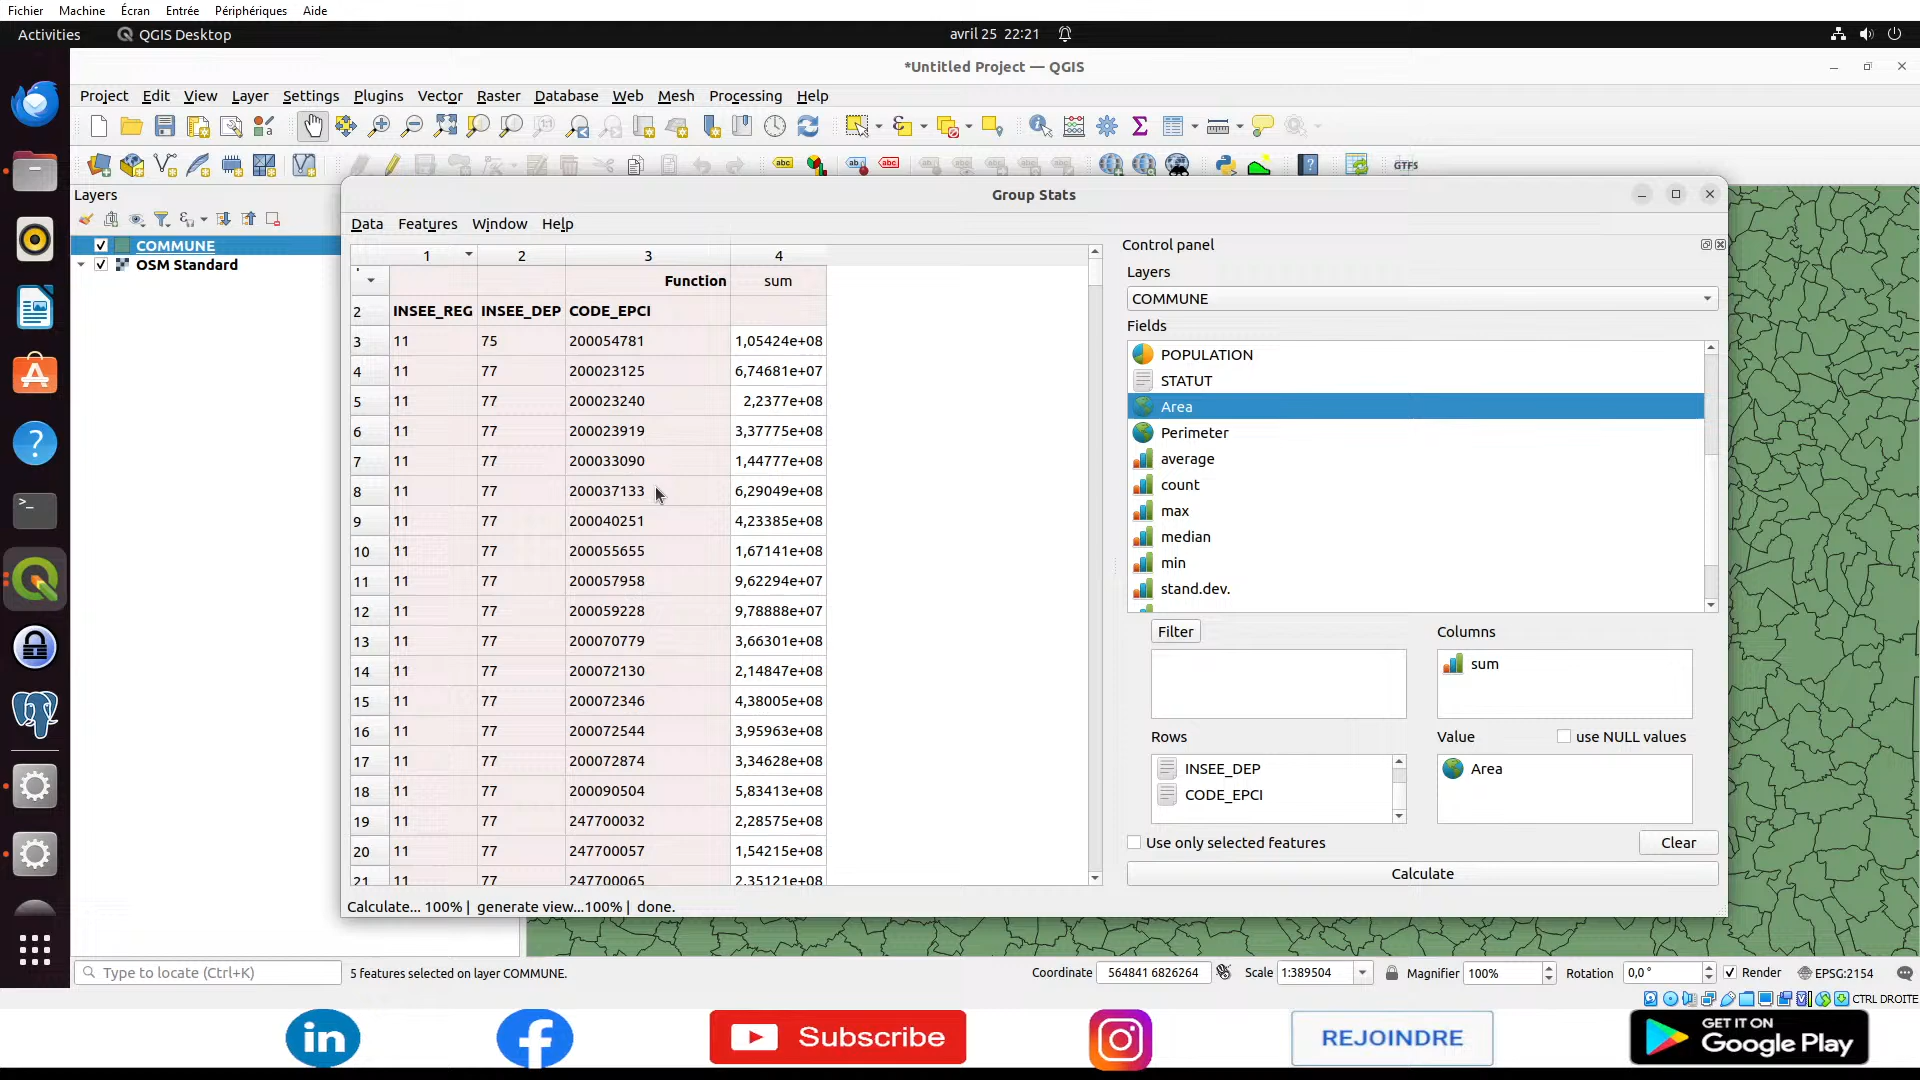 Fichier Machine Écran Entrée Périphériques Aide
Activities QGIS Desktop avril 25 22:21
*Untitled Project — QGIS
Project Edit View Layer Settings Plugins Vector Raster Database Web Mesh Processing Help
GTFS
Layers
COMMUNE
OSM Standard
Group Stats
Data Features Window Help
1 2 3 4
Function sum
2 INSEE_REG INSEE_DEP CODE_EPCI
3 11 75 200054781 1,05424e+08
4 11 77 200023125 6,74681e+07
5 11 77 200023240 2,2377e+08
6 11 77 200023919 3,37775e+08
7 11 77 200033090 1,44777e+08
8 11 77 200037133 6,29049e+08
9 11 77 200040251 4,23385e+08
10 11 77 200055655 1,67141e+08
11 11 77 200057958 9,62294e+07
12 11 77 200059228 9,78888e+07
13 11 77 200070779 3,66301e+08
14 11 77 200072130 2,14847e+08
15 11 77 200072346 4,38005e+08
16 11 77 200072544 3,95963e+08
17 11 77 200072874 3,34628e+08
18 11 77 200090504 5,83413e+08
19 11 77 247700032 2,28575e+08
20 11 77 247700057 1,54215e+08
21 11 77 247700065 2,35121e+08
Calculate... 100% | generate view...100% | done.
Control panel
Layers
COMMUNE
Fields
POPULATION
STATUT
Area
Perimeter
average
count
max
median
min
stand.dev.
Filter Columns
sum
Rows Value use NULL values
INSEE_DEP Area
CODE_EPCI
Use only selected features Clear
Calculate
Type to locate (Ctrl+K) 5 features selected on layer COMMUNE. Coordinate 564841 6826264 Scale 1:389504 Magnifier 100% Rotation 0,0 ° Render EPSG:2154
CTRL DROITE
in Subscribe REJOINDRE GET IT ON Google Play